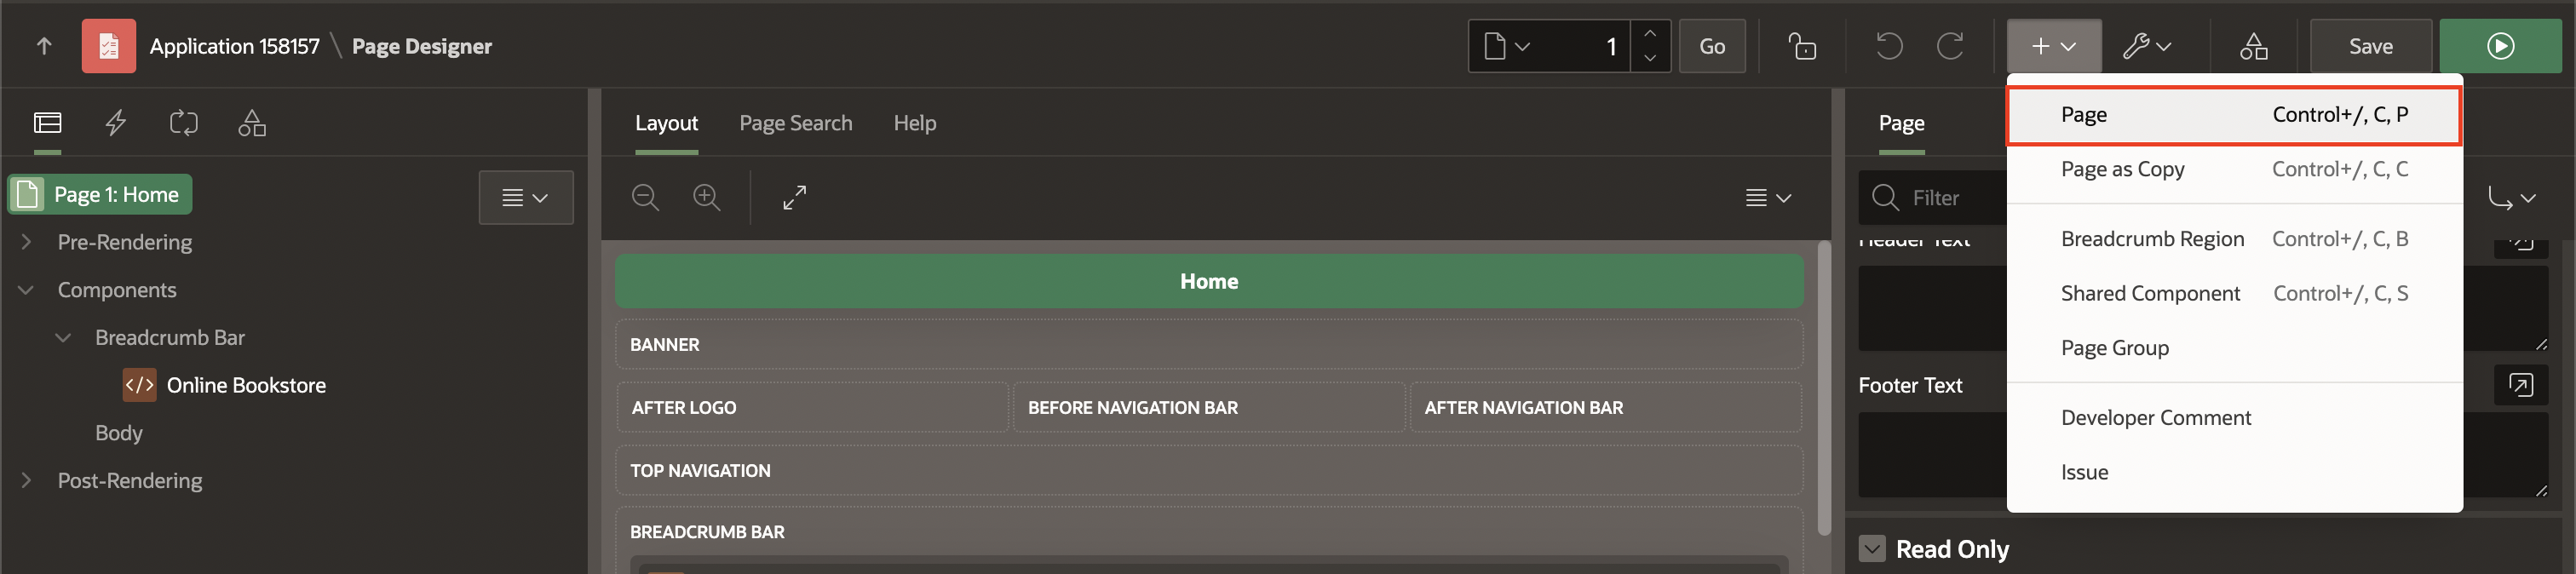 Application 158157 \ Page Designer
1
Go
Save
Layout
Page Search
Help
Page
Page Control+/, C, P
Page as Copy Control+/, C, C
Breadcrumb Region Control+/, C, B
Shared Component Control+/, C, S
Page Group
Developer Comment
Issue
Page 1: Home
Pre-Rendering
Components
Breadcrumb Bar
</> Online Bookstore
Body
Post-Rendering
Home
BANNER
AFTER LOGO
BEFORE NAVIGATION BAR
AFTER NAVIGATION BAR
TOP NAVIGATION
BREADCRUMB BAR
Filter
Header Text
Footer Text
Read Only